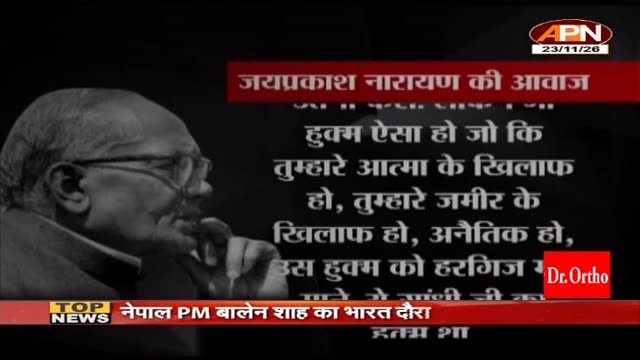 APN
23/11/26
जयप्रकाश नारायण की आवाज
हुक्म ऐसा हो जो कि
तुम्हारे आत्मा के खिलाफ
हो, तुम्हारे जमीर के
खिलाफ हो, अनैतिक हो,
उस हुक्म को हरगिज
Dr. Ortho
TOP NEWS
नेपाल PM बालेन शाह का भारत दौरा